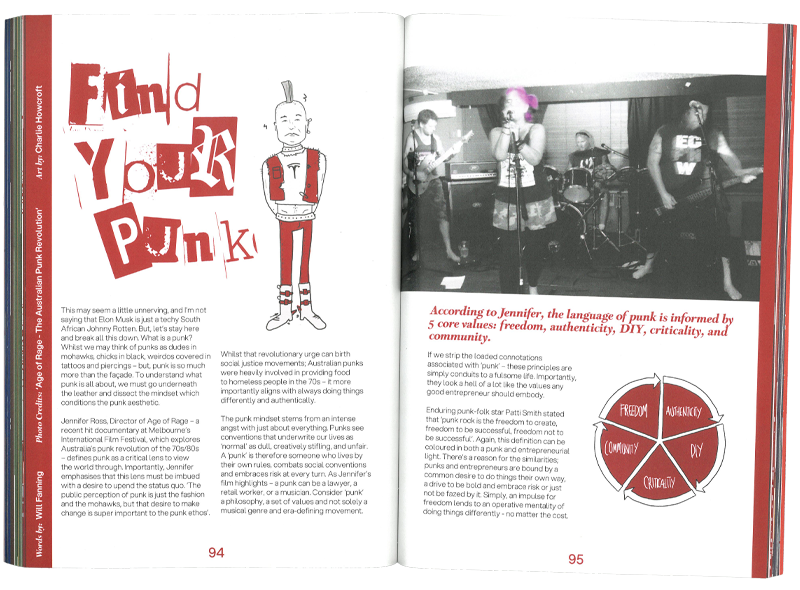 Words by: Will Fanning
Photo Credits: 'Age of Rage - The Australian Punk Revolution'
Art by: Charlie Howcroft
Find
Your
Punk
T
This may seem a little unnerving, and I'm not
saying that Elon Musk is just a techy South
African Johnny Rotten. But, let's stay here
and break all this down. What is a punk?
Whilst we may think of punks as dudes in
mohawks, chicks in black, weirdos covered in
tattoos and piercings – but, punk is so much
more than the façade. To understand what
punk is all about, we must go underneath
the leather and dissect the mindset which
conditions the punk aesthetic.
Jennifer Ross, Director of Age of Rage – a
recent hit documentary at Melbourne's
International Film Festival, which explores
Australia's punk revolution of the 70s/80s
– defines punk as a critical lens to view
the world through. Importantly, Jennifer
emphasises that this lens must be imbued
with a desire to upend the status quo. 'The
public perception of punk is just the fashion
and the mohawks, but that desire to make
change is super important to the punk ethos'.
Whilst that revolutionary urge can birth
social justice movements; Australian punks
were heavily involved in providing food
to homeless people in the 70s – it more
importantly aligns with always doing things
differently and authentically.
The punk mindset stems from an intense
angst with just about everything. Punks see
conventions that underwrite our lives as
'normal' as dull, creatively stifling, and unfair.
A 'punk' is therefore someone who lives by
their own rules, combats social conventions
and embraces risk at every turn. As Jennifer's
film highlights – a punk can be a lawyer, a
retail worker, or a musician. Consider 'punk'
a philosophy, a set of values and not solely a
musical genre and era-defining movement.
94
EC
W
According to Jennifer, the language of punk is informed by
5 core values: freedom, authenticity, DIY, criticality, and
community.
If we strip the loaded connotations
associated with 'punk' – these principles are
simply conduits to a fulsome life. Importantly,
they look a hell of a lot like the values any
good entrepreneur should embody.
Enduring punk-folk star Patti Smith stated
that 'punk rock is the freedom to create,
freedom to be successful, freedom not to
be successful'. Again, this definition can be
coloured in both a punk and entrepreneurial
light. There's a reason for the similarities;
punks and entrepreneurs are bound by a
common desire to do things their own way,
a drive to be bold and embrace risk or just
not be fazed by it. Simply, an impulse for
freedom lends to an operative mentality of
doing things differently - no matter the cost.
FREEDOM
AUTHENTICITY
DIY
CRITICALITY
COMMUNITY
95